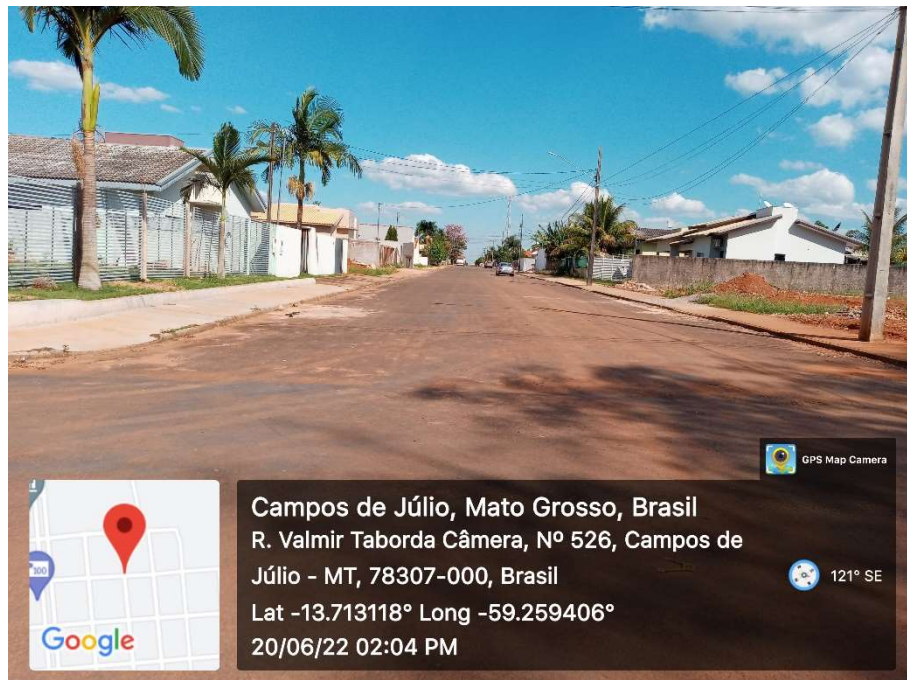 GPS Map Camera
Campos de Júlio, Mato Grosso, Brasil
R. Valmir Taborda Câmera, Nº 526, Campos de
Júlio - MT, 78307-000, Brasil
121° SE
Lat -13.713118° Long -59.259406°
20/06/22 02:04 PM
100
Google